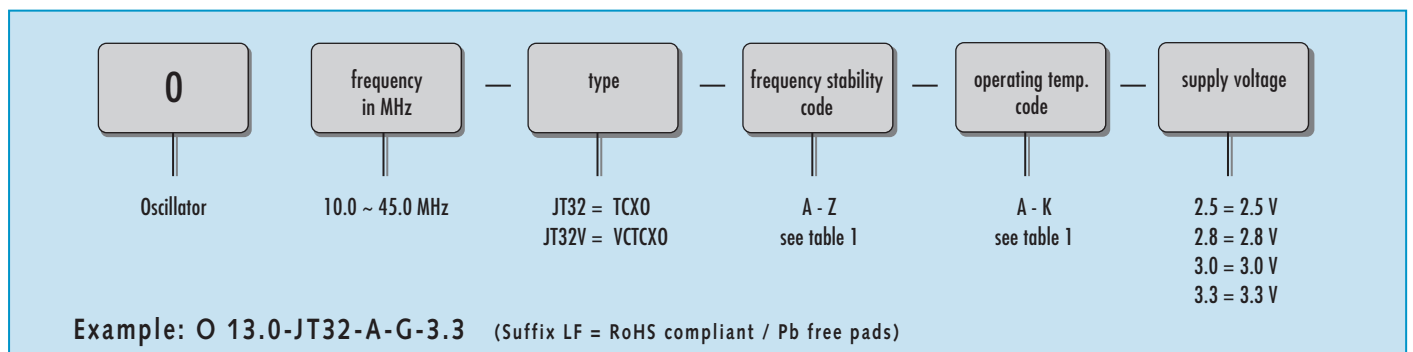 O
frequency
in MHz
—
type
—
frequency stability
code
—
operating temp.
code
—
supply voltage
Oscillator
10.0 ~ 45.0 MHz
JT32 = TCXO
JT32V = VCTCXO
A - Z
see table 1
A - K
see table 1
2.5 = 2.5 V
2.8 = 2.8 V
3.0 = 3.0 V
3.3 = 3.3 V
Example: O 13.0-JT32-A-G-3.3 (Suffix LF = RoHS compliant / Pb free pads)